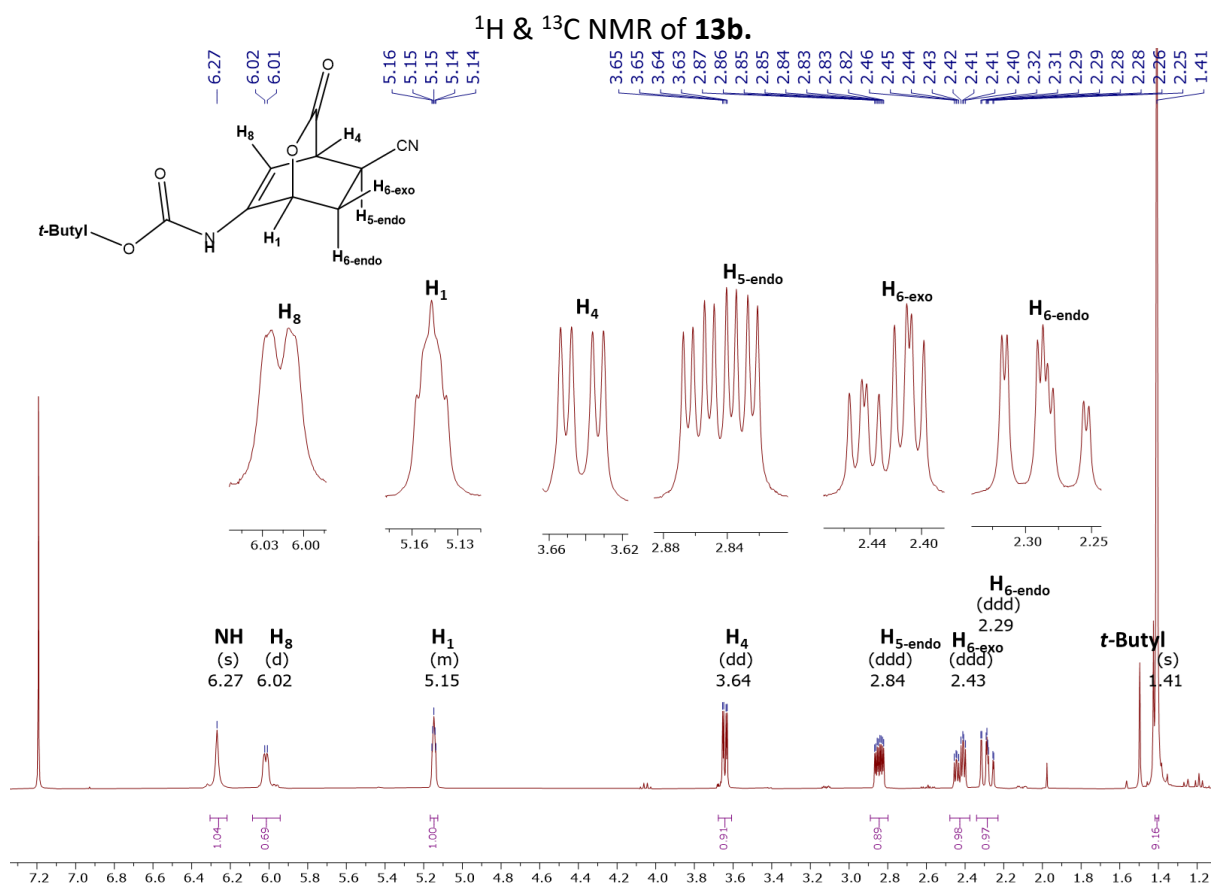 ¹H & ¹³C NMR of 13b.
6.27
6.02
6.01
5.16
5.15
5.15
5.14
5.14
3.65
3.65
3.64
3.63
2.87
2.86
2.85
2.85
2.84
2.83
2.83
2.82
2.46
2.45
2.44
2.43
2.42
2.41
2.41
2.40
2.32
2.31
2.29
2.29
2.28
2.28
2.26
2.25
1.41
O
H₈
O
H₄
CN
H₆₋ₑₓₒ
H₅₋ₑₙdₒ
O
t-Butyl
O
N
H
H₁
H₆₋ₑₙdₒ
H₈
H₁
H₄
H₅₋ₑₙdₒ
H₆₋ₑₓₒ
H₆₋ₑₙdₒ
6.03 6.00
5.16 5.13
3.66 3.62
2.88 2.84
2.44 2.40
2.30 2.25
NH
(s)
6.27
H₈
(d)
6.02
H₁
(m)
5.15
H₄
(dd)
3.64
H₅₋ₑₙdₒ
(ddd)
2.84
H₆₋ₑₓₒ
(ddd)
2.43
H₆₋ₑₙdₒ
(ddd)
2.29
t-Butyl
(s)
1.41
1.04
0.69
1.00
0.91
0.89
0.98
0.97
9.16
7.2 7.0 6.8 6.6 6.4 6.2 6.0 5.8 5.6 5.4 5.2 5.0 4.8 4.6 4.4 4.2 4.0 3.8 3.6 3.4 3.2 3.0 2.8 2.6 2.4 2.2 2.0 1.8 1.6 1.4 1.2